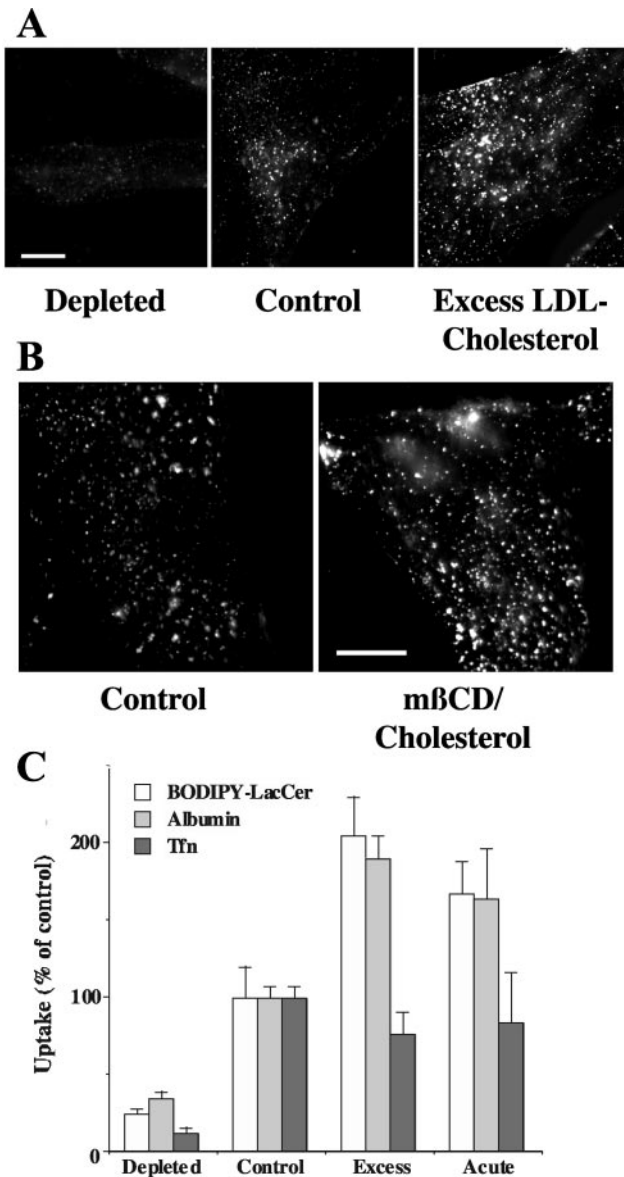 A
Depleted
Control
Excess LDL-
Cholesterol
B
Control
mßCD/
Cholesterol
C
BODIPY-LacCer
Albumin
Tfn
Uptake (% of control)
200
100
0
Depleted
Control
Excess
Acute